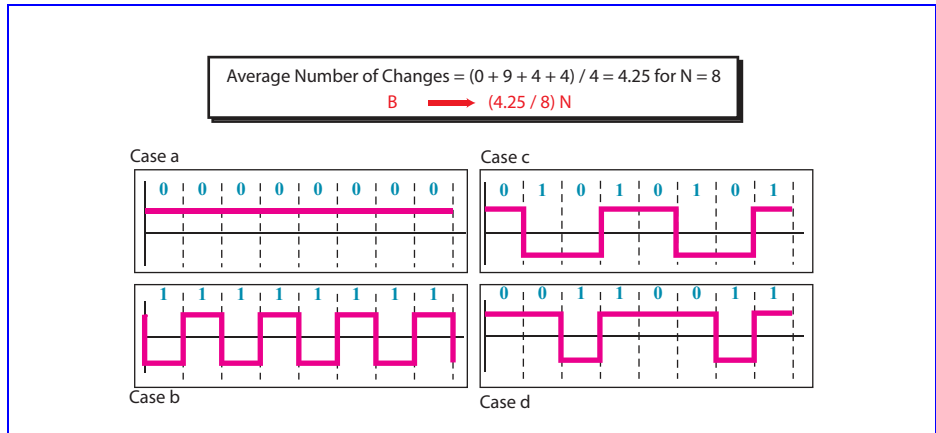 Average Number of Changes = (0 + 9 + 4 + 4) / 4 = 4.25 for N = 8
B (4.25 / 8) N
Case a
0 0 0 0 0 0 0 0
Case c
0 1 0 1 0 1 0 1
1 1 1 1 1 1 1 1
Case b
0 0 1 1 0 0 1 1
Case d